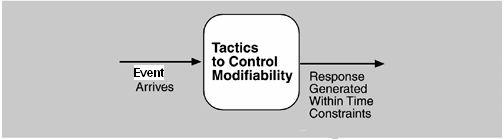 Event
Arrives
Tactics
to Control
Modifiability
Response
Generated
Within Time
Constraints